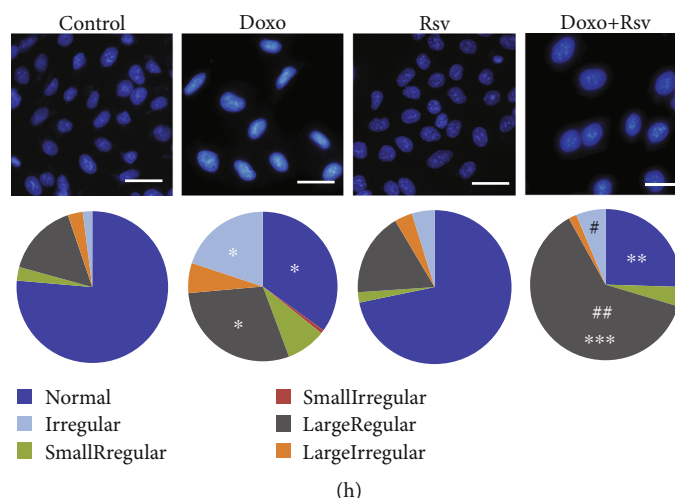 Control Doxo Rsv Doxo+Rsv
* * * # ** ## ***
Normal SmallIrregular
Irregular LargeRegular
SmallRregular LargeIrregular
(h)